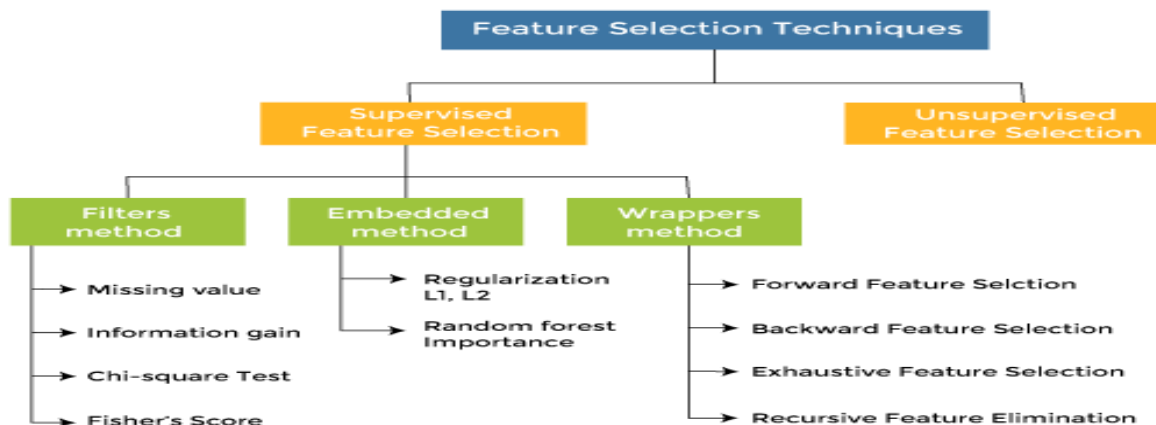 Feature Selection Techniques
Supervised
Feature Selection
Unsupervised
Feature Selection
Filters
method
Embedded
method
Wrappers
method
Missing value
Information gain
Chi-square Test
Fisher's Score
Regularization
L1, L2
Random forest
Importance
Forward Feature Selction
Backward Feature Selection
Exhaustive Feature Selection
Recursive Feature Elimination